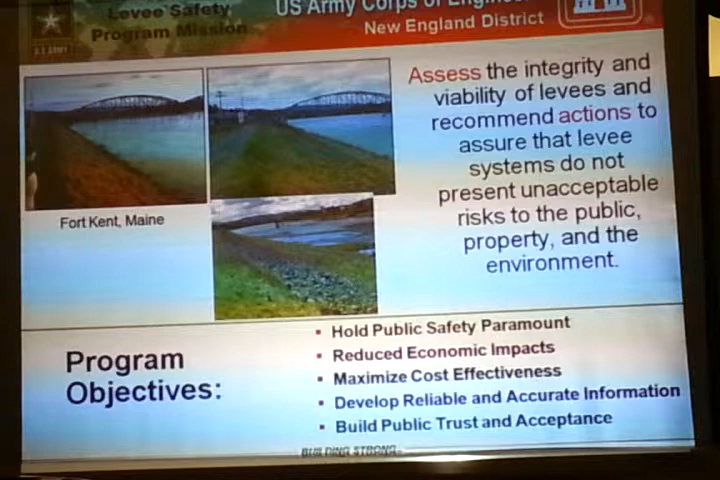 Levee Safety
Program Mission
US Army Corps of
New England District
U.S. ARMY
Assess the integrity and
viability of levees and
recommend actions to
assure that levee
systems do not
present unacceptable
risks to the public,
property, and the
environment.
Fort Kent, Maine
Program
Objectives:
▪ Hold Public Safety Paramount
▪ Reduced Economic Impacts
▪ Maximize Cost Effectiveness
▪ Develop Reliable and Accurate Information
▪ Build Public Trust and Acceptance
BUILDING STRONG